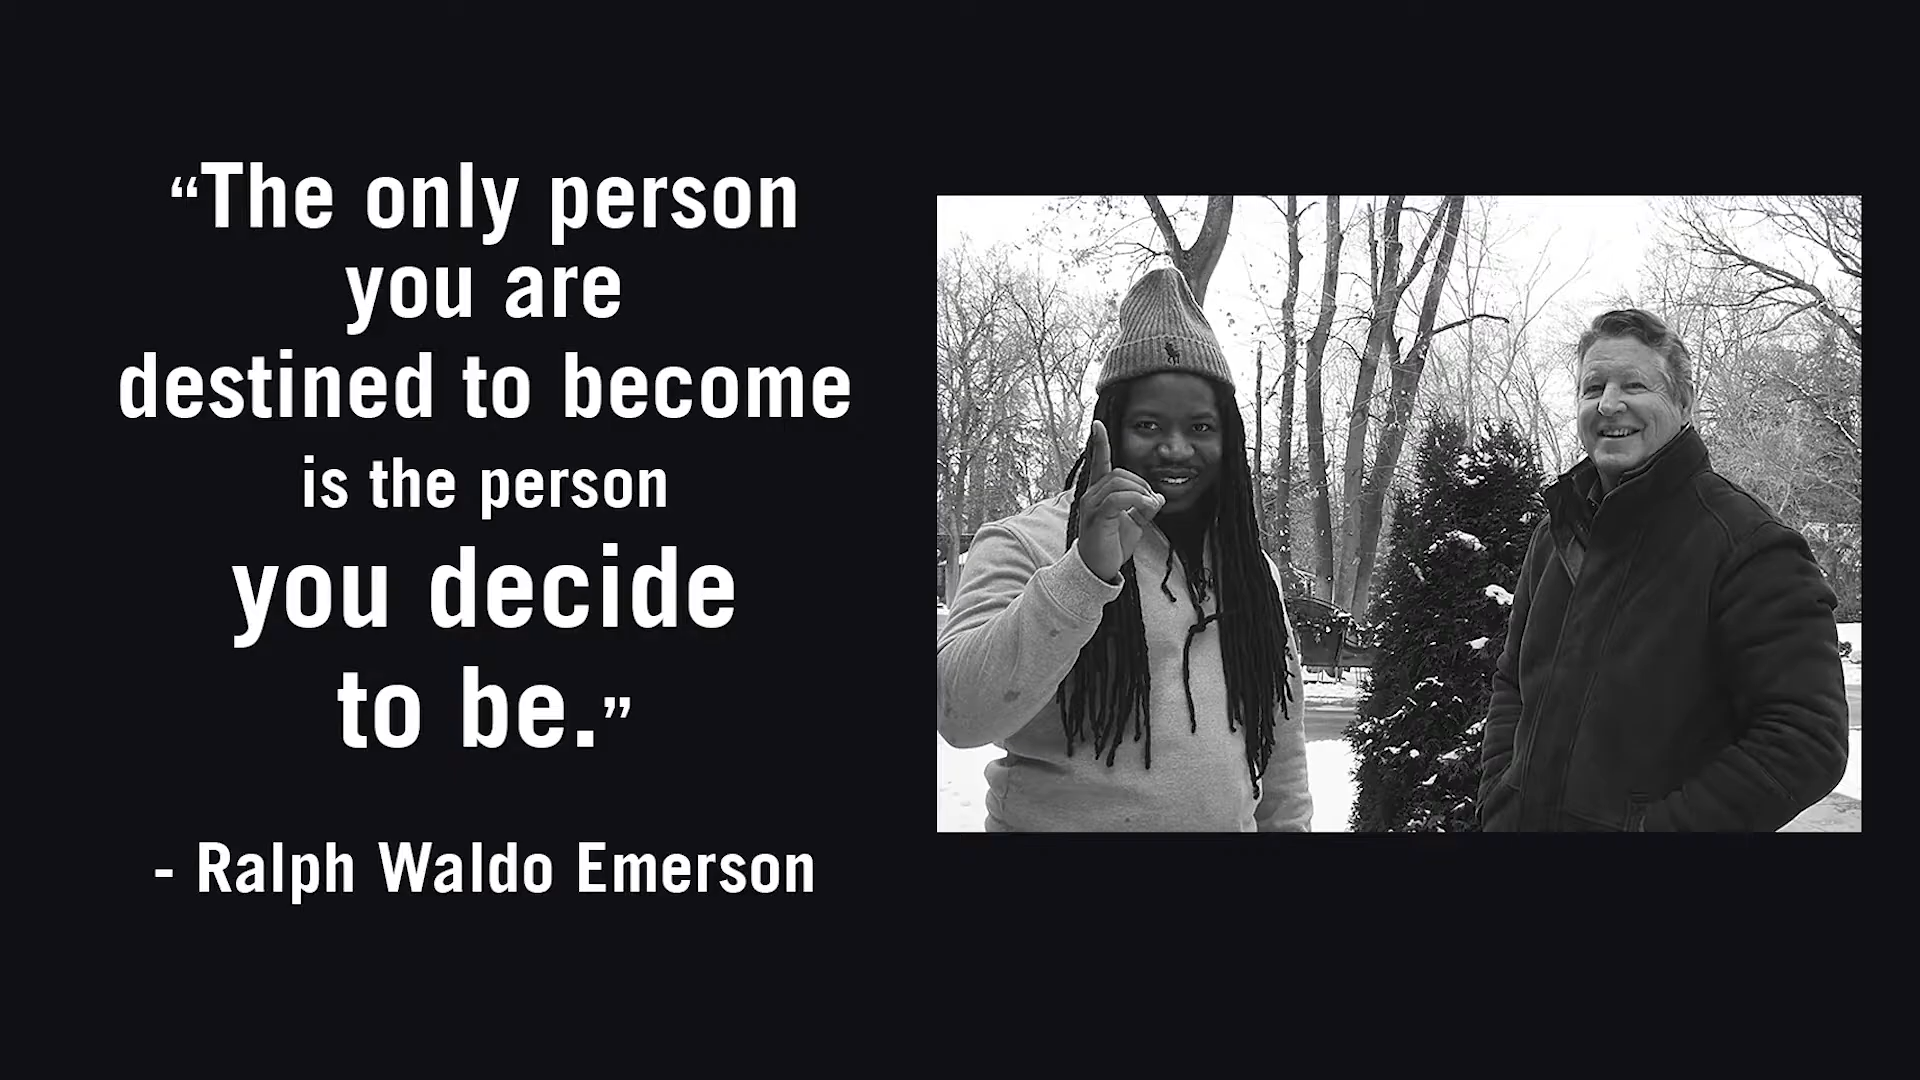 “The only person
you are
destined to become
is the person
you decide
to be.”
- Ralph Waldo Emerson